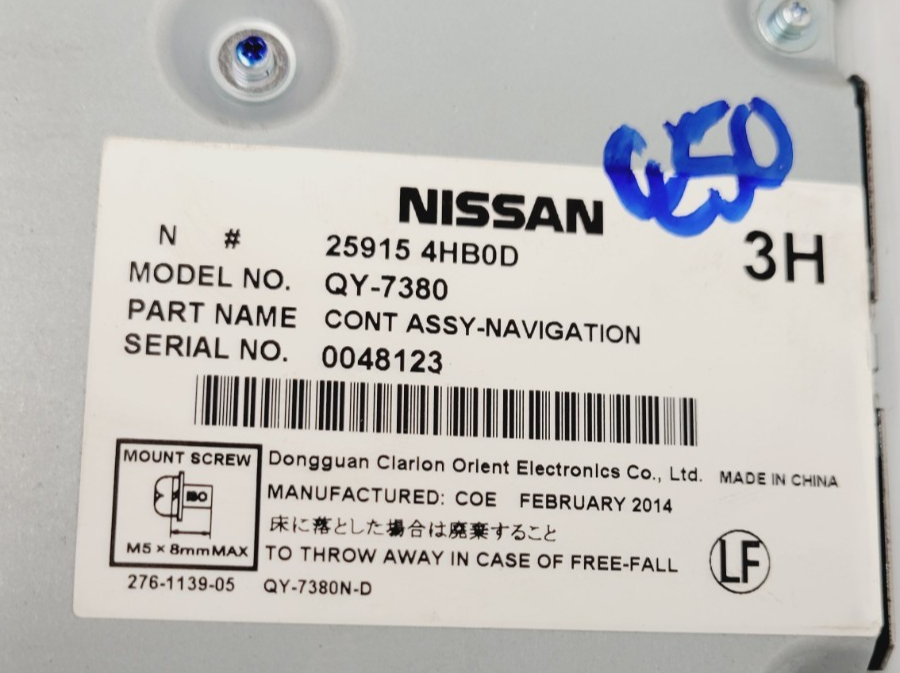 Q50
NISSAN
3H
N # 25915 4HB0D
MODEL NO. QY-7380
PART NAME CONT ASSY-NAVIGATION
SERIAL NO. 0048123
MOUNT SCREW
ISO
M5 × 8mmMAX
Dongguan Clarion Orient Electronics Co., Ltd. MADE IN CHINA
MANUFACTURED: COE FEBRUARY 2014
床に落とした場合は廃棄すること
TO THROW AWAY IN CASE OF FREE-FALL
LF
276-1139-05 QY-7380N-D